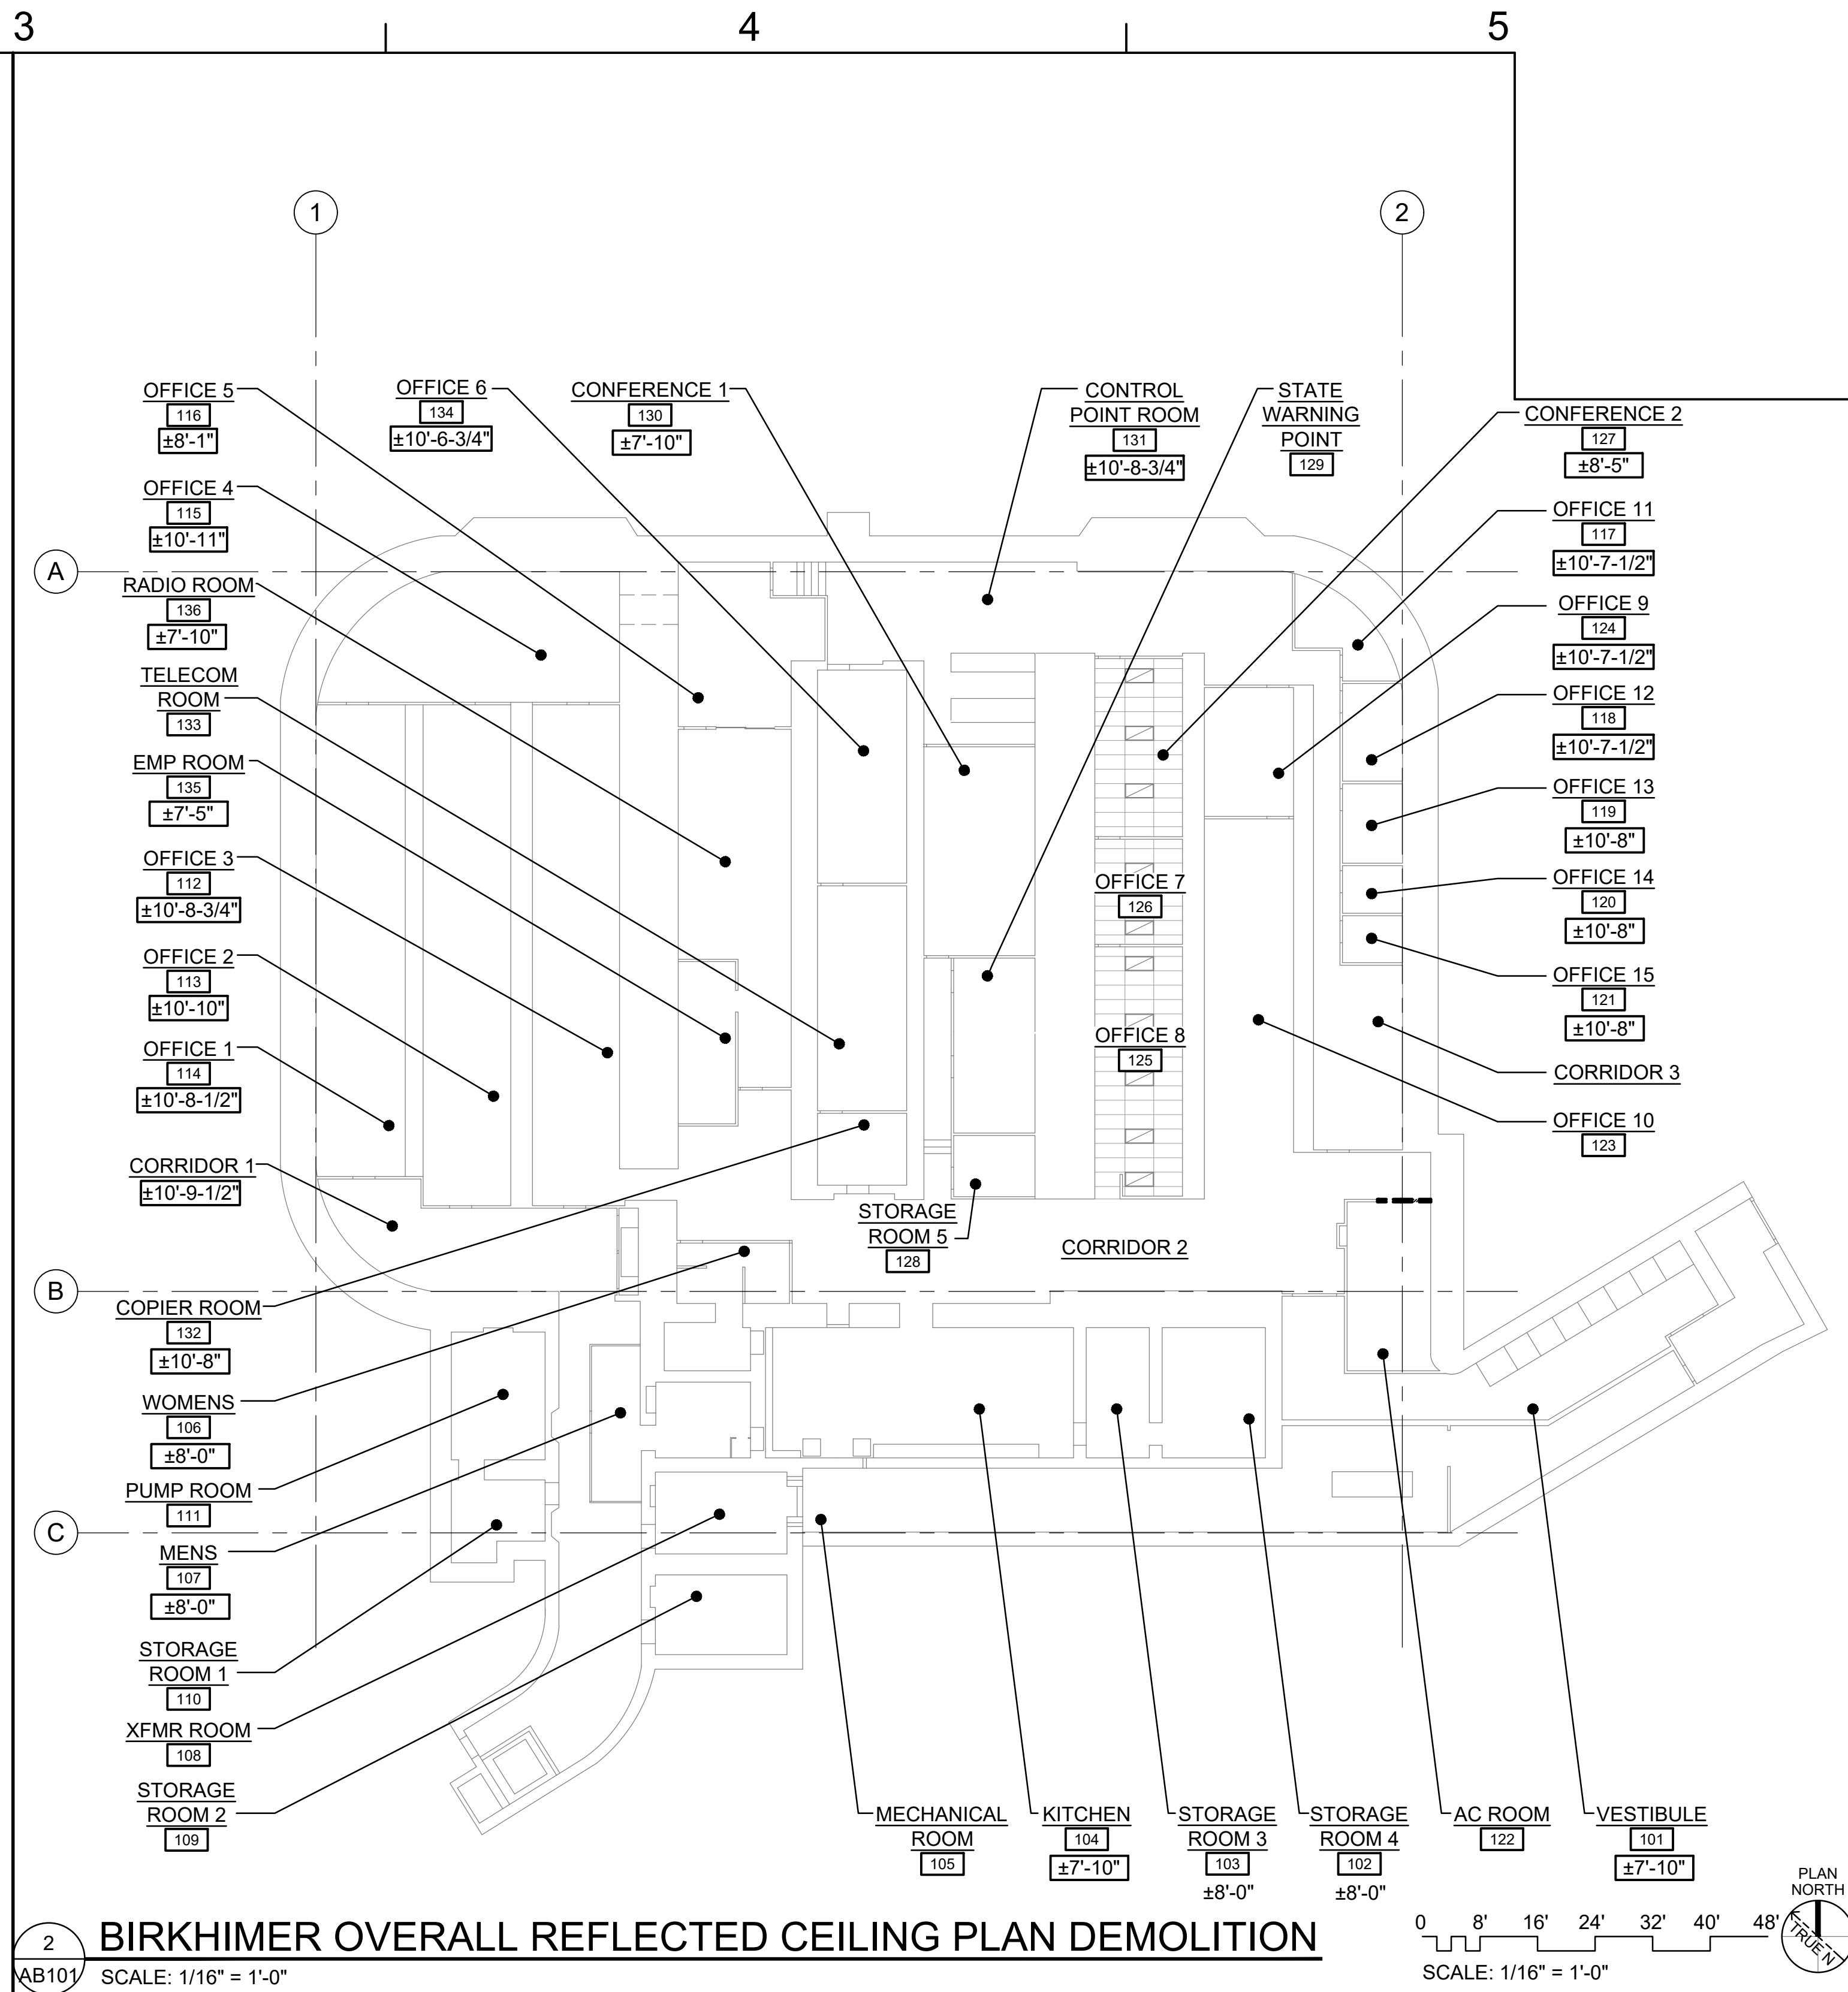 3
4
5
1
2
OFFICE 5
116
±8'-1"
OFFICE 6
134
±10'-6-3/4"
CONFERENCE 1
130
±7'-10"
CONTROL
POINT ROOM
131
±10'-8-3/4"
STATE
WARNING
POINT
129
CONFERENCE 2
127
±8'-5"
OFFICE 4
115
±10'-11"
OFFICE 11
117
±10'-7-1/2"
A
RADIO ROOM
136
±7'-10"
OFFICE 9
124
±10'-7-1/2"
TELECOM
ROOM
133
OFFICE 12
118
±10'-7-1/2"
EMP ROOM
135
±7'-5"
OFFICE 13
119
±10'-8"
OFFICE 3
112
±10'-8-3/4"
OFFICE 7
126
OFFICE 14
120
±10'-8"
OFFICE 2
113
±10'-10"
OFFICE 15
121
±10'-8"
OFFICE 1
114
±10'-8-1/2"
OFFICE 8
125
CORRIDOR 3
OFFICE 10
123
CORRIDOR 1
±10'-9-1/2"
STORAGE
ROOM 5
128
CORRIDOR 2
B
COPIER ROOM
132
±10'-8"
WOMENS
106
±8'-0"
PUMP ROOM
111
C
MENS
107
±8'-0"
STORAGE
ROOM 1
110
XFMR ROOM
108
STORAGE
ROOM 2
109
MECHANICAL
ROOM
105
KITCHEN
104
±7'-10"
STORAGE
ROOM 3
103
±8'-0"
STORAGE
ROOM 4
102
±8'-0"
AC ROOM
122
VESTIBULE
101
±7'-10"
PLAN
NORTH
TRUE N
2
AB101
BIRKHIMER OVERALL REFLECTED CEILING PLAN DEMOLITION
SCALE: 1/16" = 1'-0"
0 8' 16' 24' 32' 40' 48'
SCALE: 1/16" = 1'-0"